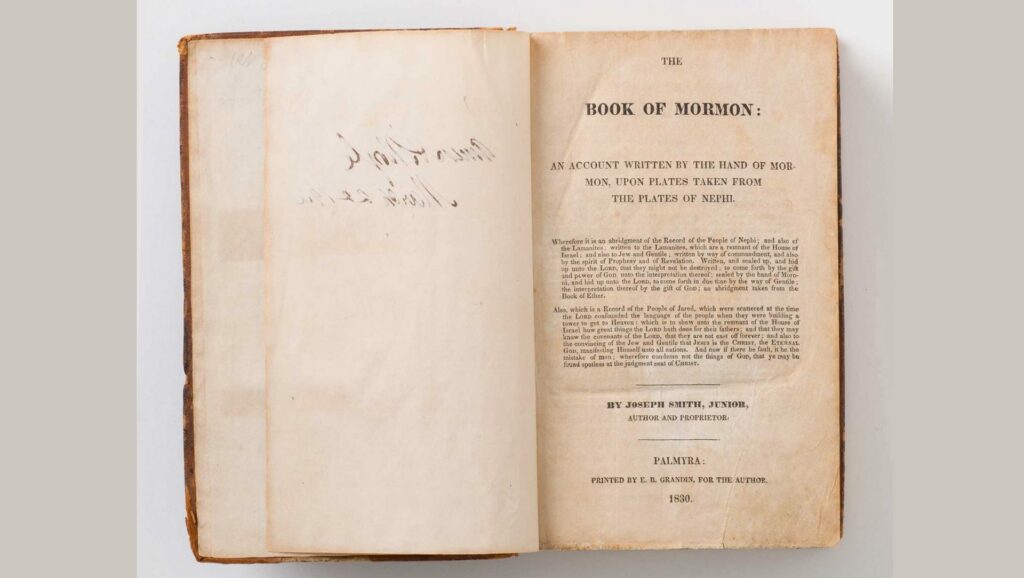 THE
BOOK OF MORMON:
AN ACCOUNT WRITTEN BY THE HAND OF MOR-
MON, UPON PLATES TAKEN FROM
THE PLATES OF NEPHI.
Wherefore it is an abridgment of the Record of the People of Nephi; and also of
the Lamanites; written to the Lamanites, which are a remnant of the House of
Israel; and also to Jew and Gentile; written by way of commandment, and also
by the spirit of Prophesy and of Revelation. Written, and sealed up, and hid
up unto the LORD, that they might not be destroyed; to come forth by the gift
and power of GOD unto the interpretation thereof; sealed by the hand of Moro-
ni, and hid up unto the LORD, to come forth in due time by the way of Gentile;
the interpretation thereof by the gift of GOD; an abridgment taken from the
Book of Ether.
Also, which is a Record of the People of Jared, which were scattered at the time
the LORD confounded the language of the people when they were building a
tower to get to Heaven: which is to shew unto the remnant of the House of
Israel how great things the LORD hath done for their fathers; and that they may
know the covenants of the LORD, that they are not cast off forever; and also to
the convincing of the Jew and Gentile that JESUS is the CHRIST, the ETERNAL
GOD, manifesting Himself unto all nations. And now if there be fault, it be the
mistake of men; wherefore condemn not the things of GOD, that ye may be
found spotless at the judgment seat of CHRIST.
BY JOSEPH SMITH, JUNIOR,
AUTHOR AND PROPRIETOR.
PALMYRA:
PRINTED BY E. B. GRANDIN, FOR THE AUTHOR.
1830.